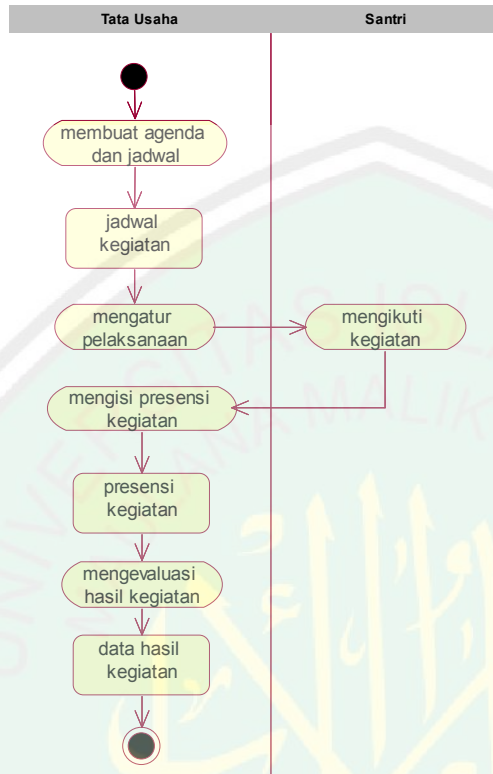 Tata Usaha
Santri
membuat agenda
dan jadwal
jadwal
kegiatan
mengatur
pelaksanaan
mengikuti
kegiatan
mengisi presensi
kegiatan
presensi
kegiatan
mengevaluasi
hasil kegiatan
data hasil
kegiatan